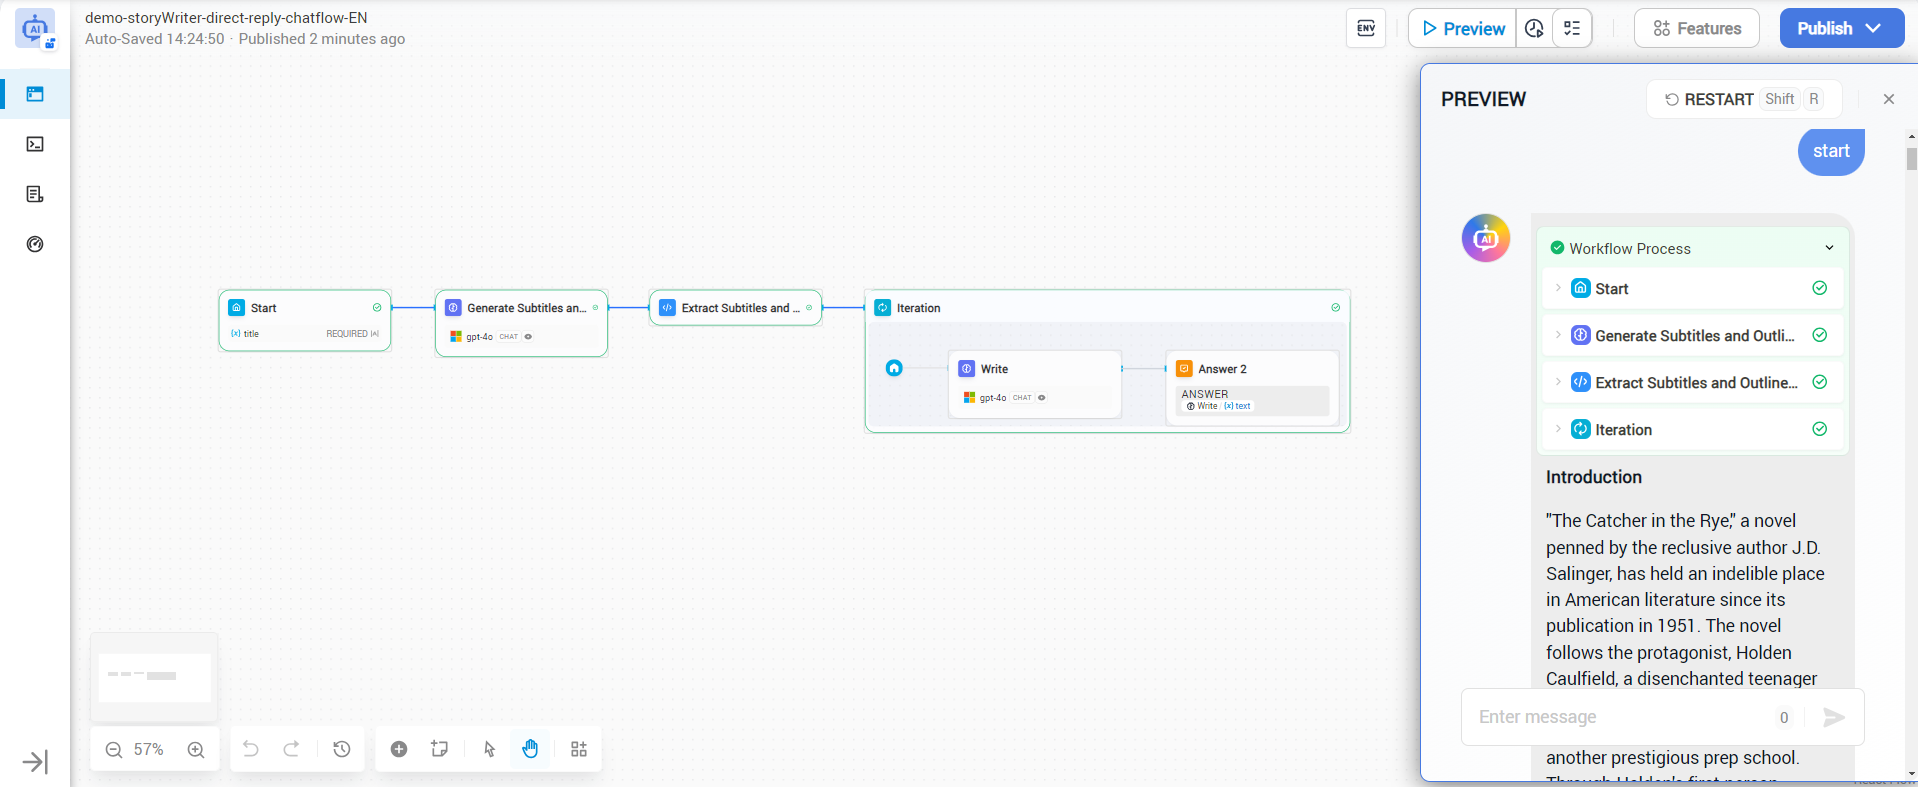 demo-storyWriter-direct-reply-chatflow-EN
Auto-Saved 14:24:50 · Published 2 minutes ago
ENV
Preview
Features
Publish
Start
{x} title REQUIRED
Generate Subtitles an...
gpt-4o CHAT
Extract Subtitles and ...
Iteration
Write
gpt-4o CHAT
Answer 2
ANSWER
Write / {x} text
57%
PREVIEW
RESTART Shift R
start
AI
Workflow Process
Start
Generate Subtitles and Outli...
Extract Subtitles and Outline...
Iteration
Introduction
"The Catcher in the Rye," a novel
penned by the reclusive author J.D.
Salinger, has held an indelible place
in American literature since its
publication in 1951. The novel
follows the protagonist, Holden
Caulfield, a disenchanted teenager
Enter message 0
another prestigious prep school.
Through Holden's first-person